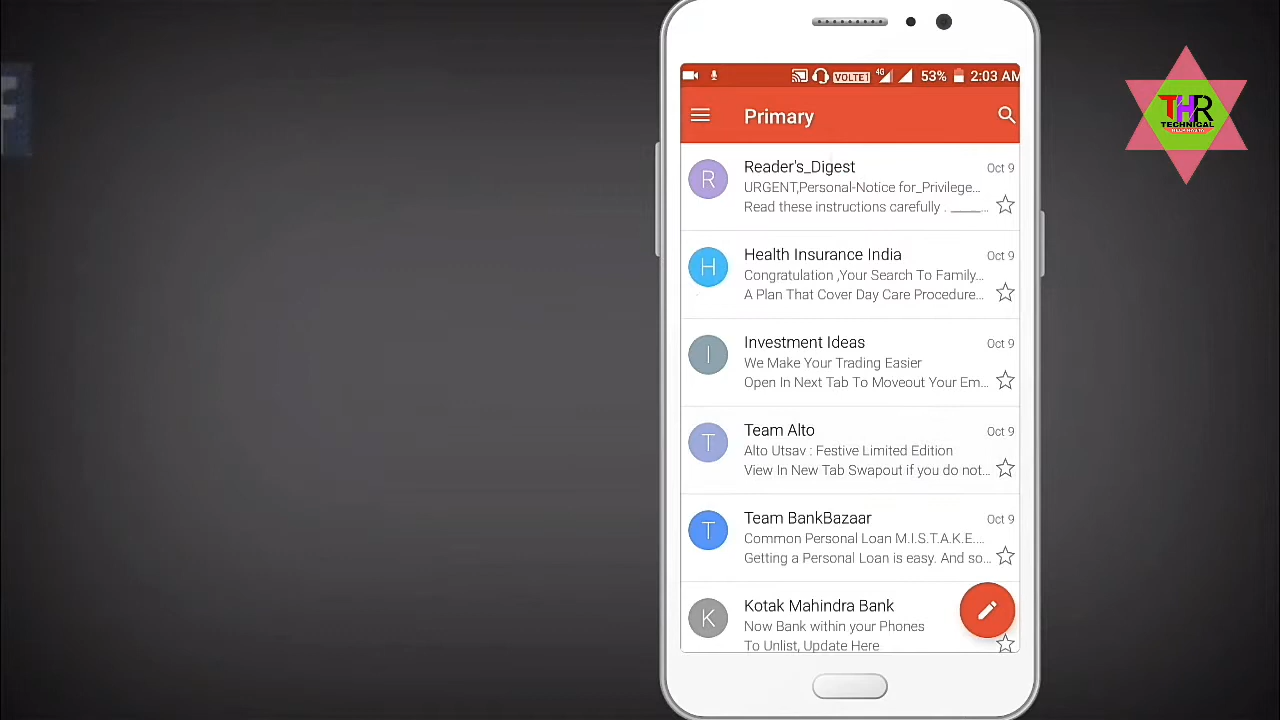 VOLTE1 4G 53% 2:03 AM
Primary
R
Reader's_Digest Oct 9
URGENT,Personal-Notice for_Privilege...
Read these instructions carefully . _____...
H
Health Insurance India Oct 9
Congratulation ,Your Search To Family...
A Plan That Cover Day Care Procedure...
I
Investment Ideas Oct 9
We Make Your Trading Easier
Open In Next Tab To Moveout Your Em...
T
Team Alto Oct 9
Alto Utsav : Festive Limited Edition
View In New Tab Swapout if you do not...
T
Team BankBazaar Oct 9
Common Personal Loan M.I.S.T.A.K.E....
Getting a Personal Loan is easy. And so...
K
Kotak Mahindra Bank
Now Bank within your Phones
To Unlist, Update Here
THR
TECHNICAL